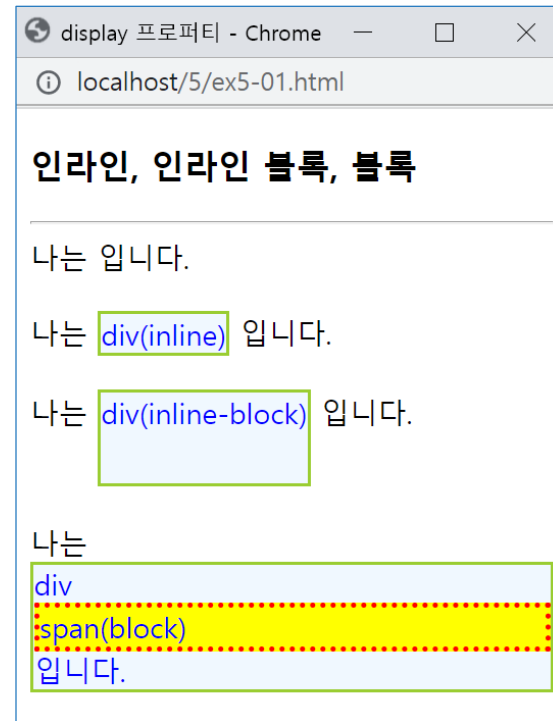 display 프로퍼티 - Chrome
localhost/5/ex5-01.html
인라인, 인라인 블록, 블록
나는 입니다.
나는 div(inline) 입니다.
나는 div(inline-block) 입니다.
나는
div
span(block)
입니다.